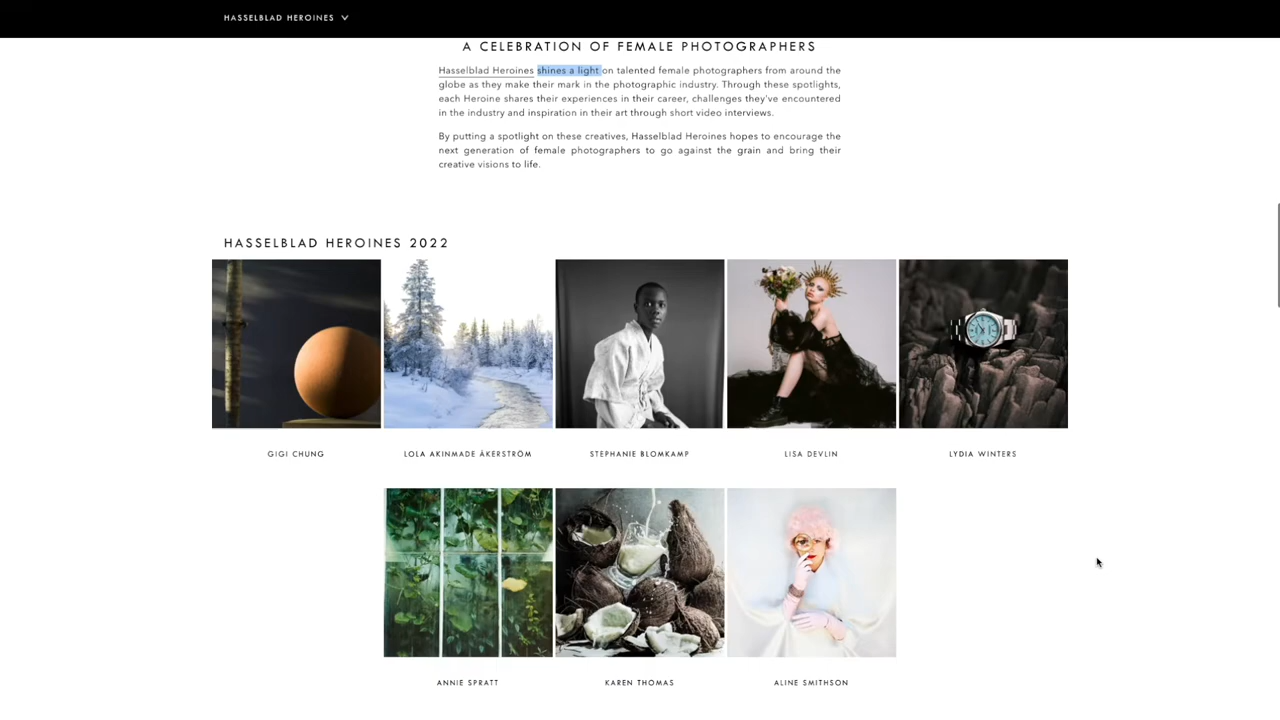 HASSELBLAD HEROINES
A CELEBRATION OF FEMALE PHOTOGRAPHERS
Hasselblad Heroines shines a light on talented female photographers from around the
globe as they make their mark in the photographic industry. Through these spotlights,
each Heroine shares their experiences in their career, challenges they've encountered
in the industry and inspiration in their art through short video interviews.
By putting a spotlight on these creatives, Hasselblad Heroines hopes to encourage the
next generation of female photographers to go against the grain and bring their
creative visions to life.
HASSELBLAD HEROINES 2022
GIGI CHUNG
LOLA AKINMADE ÅKERSTRÖM
STEPHANIE BLOMKAMP
LISA DEVLIN
LYDIA WINTERS
ANNIE SPRATT
KAREN THOMAS
ALINE SMITHSON